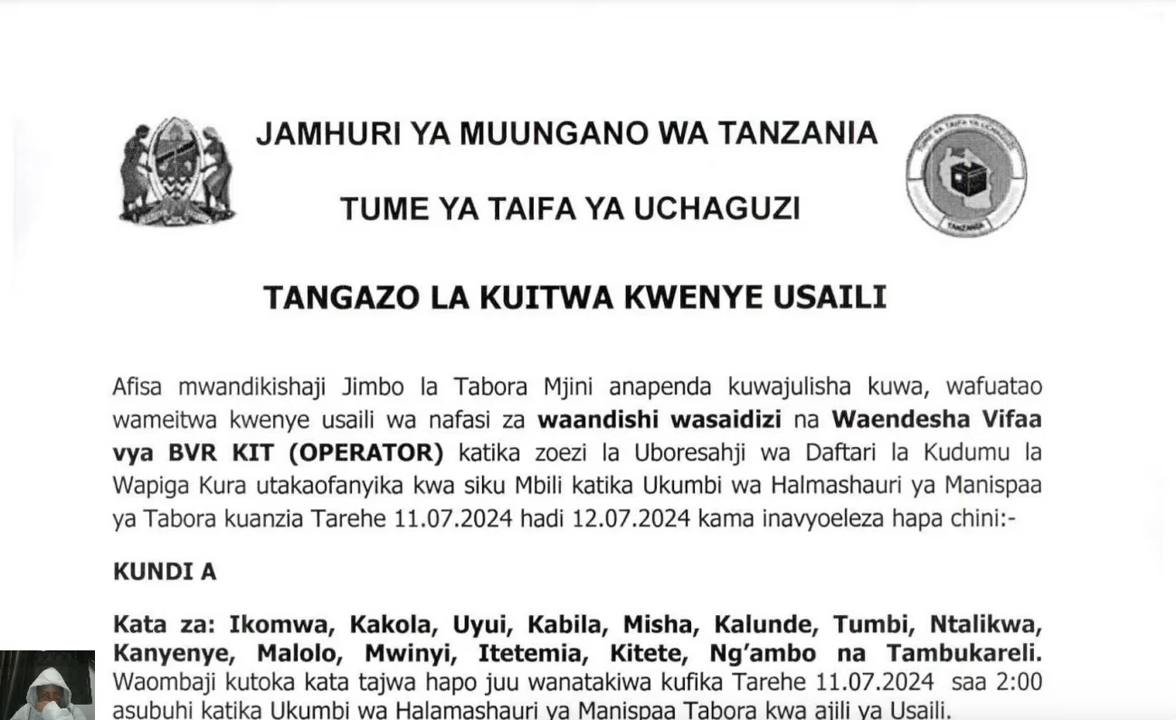 JAMHURI YA MUUNGANO WA TANZANIA
TUME YA TAIFA YA UCHAGUZI
TUME YA TAIFA YA UCHAGUZI
TANZANIA
TANGAZO LA KUITWA KWENYE USAILI
Afisa mwandikishaji Jimbo la Tabora Mjini anapenda kuwajulisha kuwa, wafuatao
wameitwa kwenye usaili wa nafasi za waandishi wasaidizi na Waendesha Vifaa
vya BVR KIT (OPERATOR) katika zoezi la Uboresahji wa Daftari la Kudumu la
Wapiga Kura utakaofanyika kwa siku Mbili katika Ukumbi wa Halmashauri ya Manispaa
ya Tabora kuanzia Tarehe 11.07.2024 hadi 12.07.2024 kama inavyoeleza hapa chini:-
KUNDI A
Kata za: Ikomwa, Kakola, Uyui, Kabila, Misha, Kalunde, Tumbi, Ntalikwa,
Kanyenye, Malolo, Mwinyi, Itetemia, Kitete, Ng'ambo na Tambukareli.
Waombaji kutoka kata tajwa hapo juu wanatakiwa kufika Tarehe 11.07.2024 saa 2:00
asubuhi katika Ukumbi wa Halamashauri ya Manispaa Tabora kwa ajili ya Usaili.